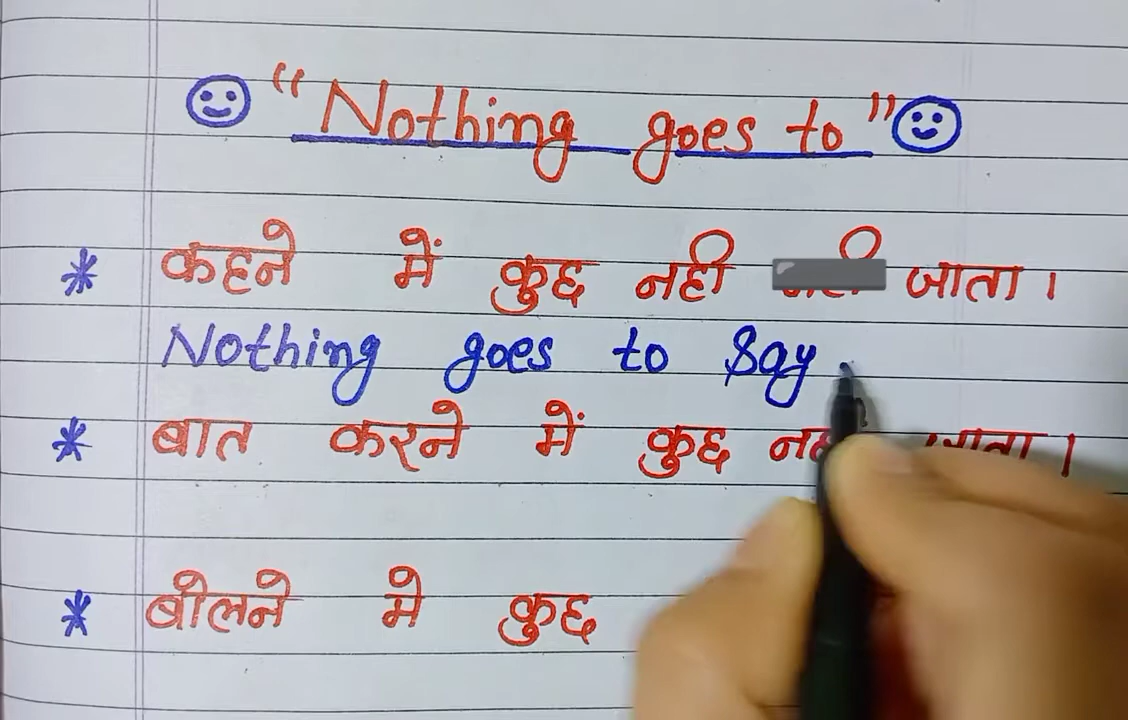 "Nothing goes to"
* कहने में कुछ नही जाता।
Nothing goes to Say.
* बात करने में कुछ जाता।
* बोलने मे कुछ